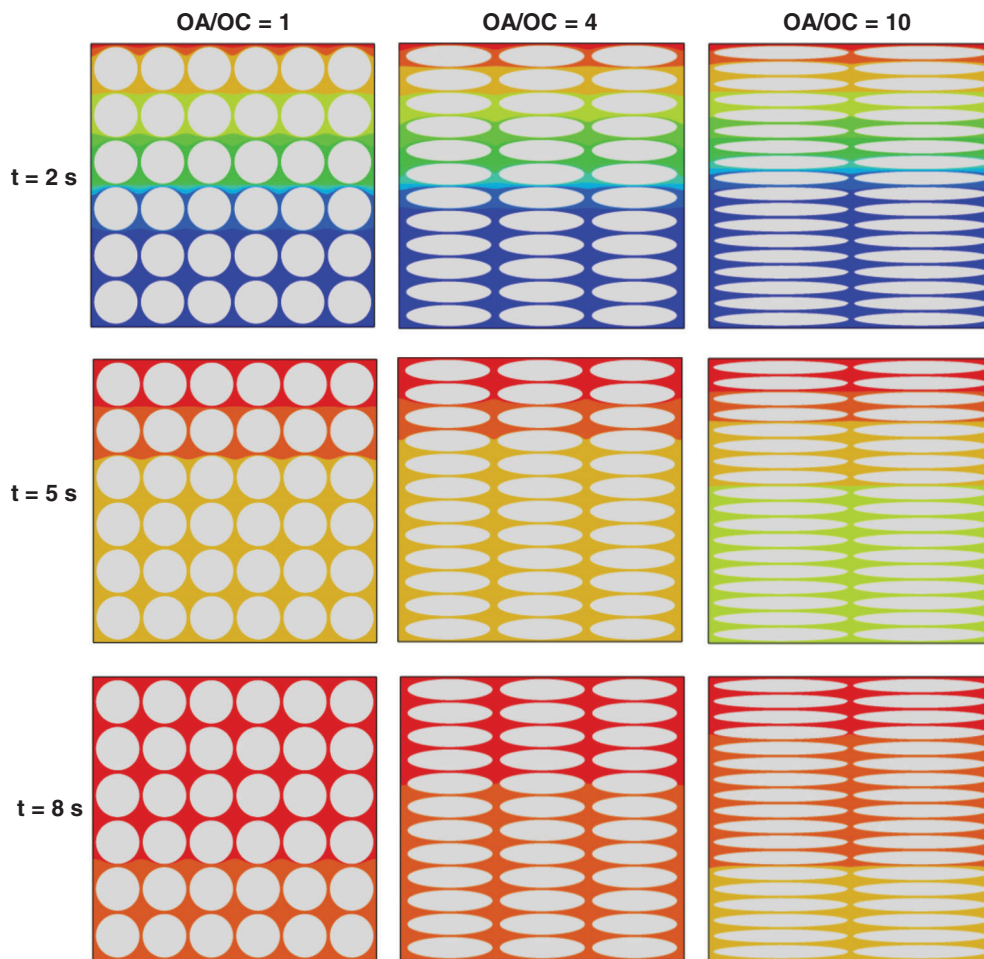 OA/OC = 1
OA/OC = 4
OA/OC = 10
t = 2 s
t = 5 s
t = 8 s